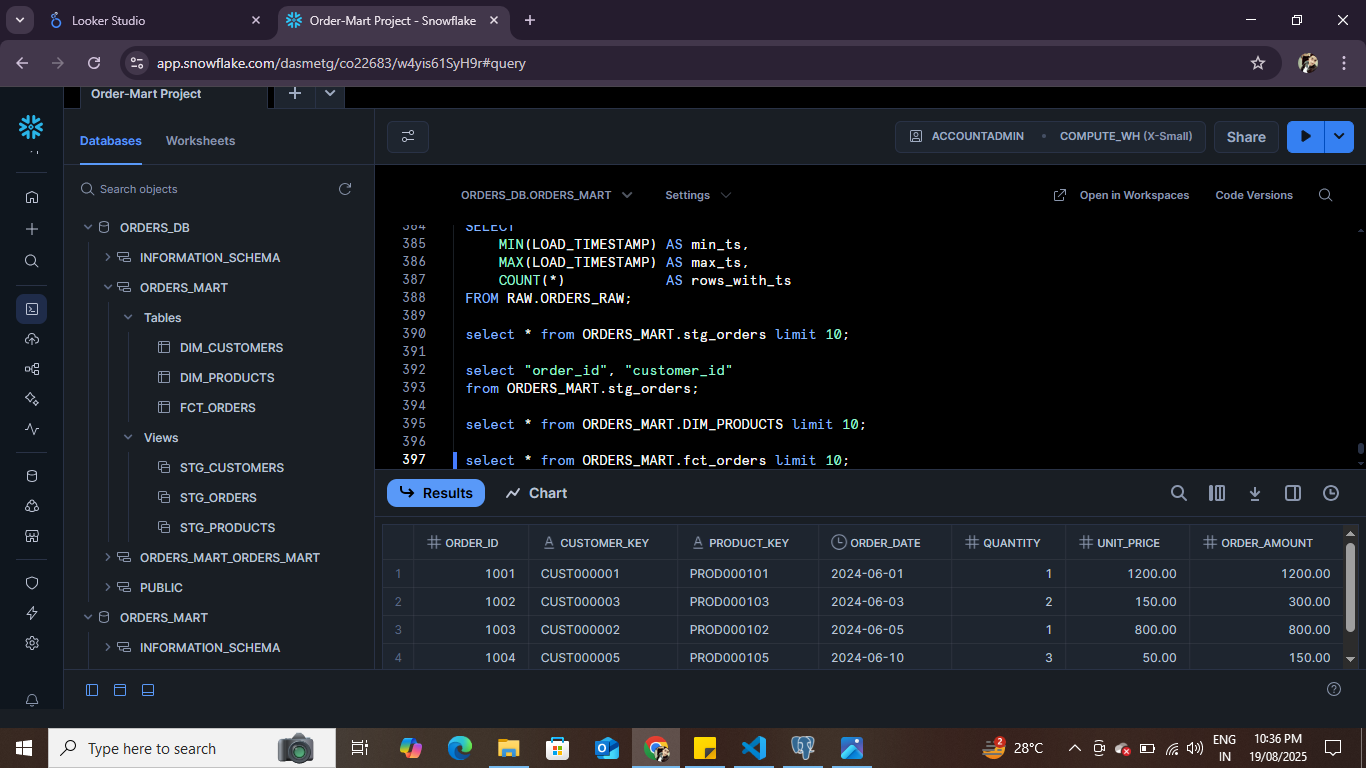 Looker Studio
Order-Mart Project - Snowflake
app.snowflake.com/dasmetg/co22683/w4yis61SyH9r#query
Order-Mart Project
Databases Worksheets
ACCOUNTADMIN • COMPUTE_WH (X-Small) Share
Search objects
ORDERS_DB
INFORMATION_SCHEMA
ORDERS_MART
Tables
DIM_CUSTOMERS
DIM_PRODUCTS
FCT_ORDERS
Views
STG_CUSTOMERS
STG_ORDERS
STG_PRODUCTS
ORDERS_MART_ORDERS_MART
PUBLIC
ORDERS_MART
INFORMATION_SCHEMA
ORDERS_DB.ORDERS_MART Settings Open in Workspaces Code Versions
384 SELECT
385 MIN(LOAD_TIMESTAMP) AS min_ts,
386 MAX(LOAD_TIMESTAMP) AS max_ts,
387 COUNT(*) AS rows_with_ts
388 FROM RAW.ORDERS_RAW;
389
390 select * from ORDERS_MART.stg_orders limit 10;
391
392 select "order_id", "customer_id"
393 from ORDERS_MART.stg_orders;
394
395 select * from ORDERS_MART.DIM_PRODUCTS limit 10;
396
397 select * from ORDERS_MART.fct_orders limit 10;
Results Chart
ORDER_ID CUSTOMER_KEY PRODUCT_KEY ORDER_DATE QUANTITY UNIT_PRICE ORDER_AMOUNT
1 1001 CUST000001 PROD000101 2024-06-01 1 1200.00 1200.00
2 1002 CUST000003 PROD000103 2024-06-03 2 150.00 300.00
3 1003 CUST000002 PROD000102 2024-06-05 1 800.00 800.00
4 1004 CUST000005 PROD000105 2024-06-10 3 50.00 150.00
Type here to search
2
28°C
ENG
IN
10:36 PM
19/08/2025